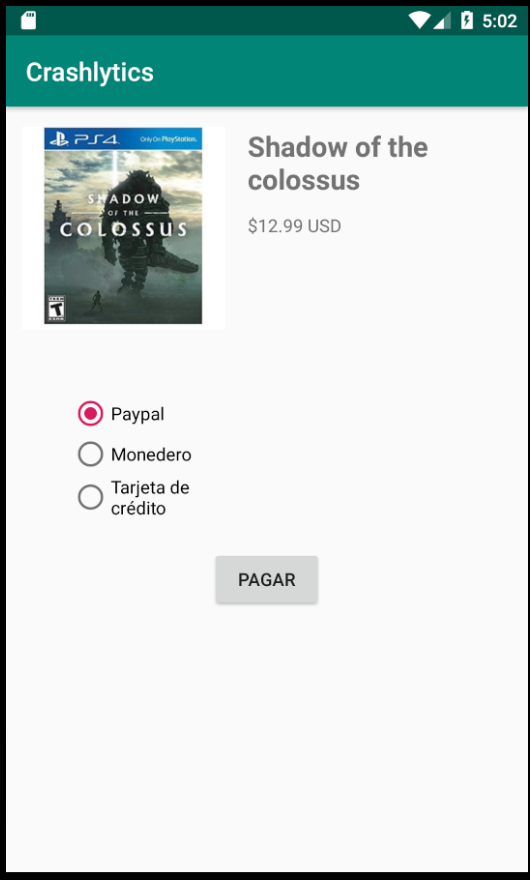 5:02
Crashlytics
PS4 Only On PlayStation.
SHADOW
OF THE
COLOSSUS
T
Shadow of the
colossus
$12.99 USD
Paypal
Monedero
Tarjeta de
crédito
PAGAR